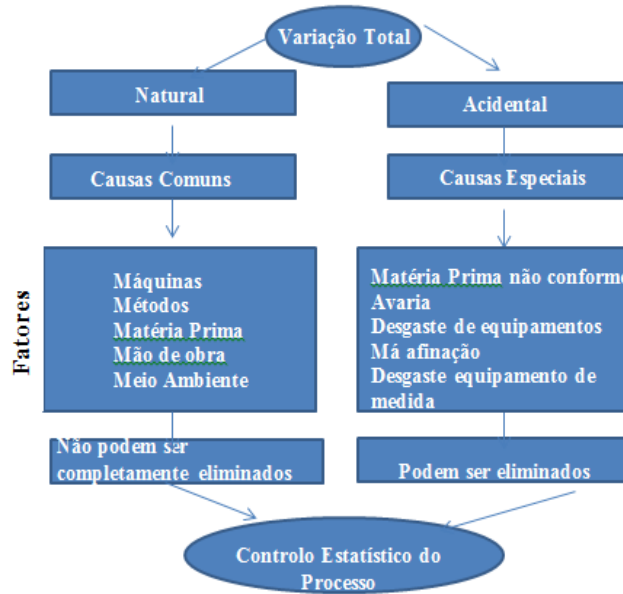 Variação Total
Natural
Acidental
Causas Comuns
Causas Especiais
Fatores
Máquinas
Métodos
Matéria Prima
Mão de obra
Meio Ambiente
Matéria Prima não conforme
Avaria
Desgaste de equipamentos
Má afinação
Desgaste equipamento de
medida
Não podem ser
completamente eliminados
Podem ser eliminados
Controlo Estatístico do
Processo